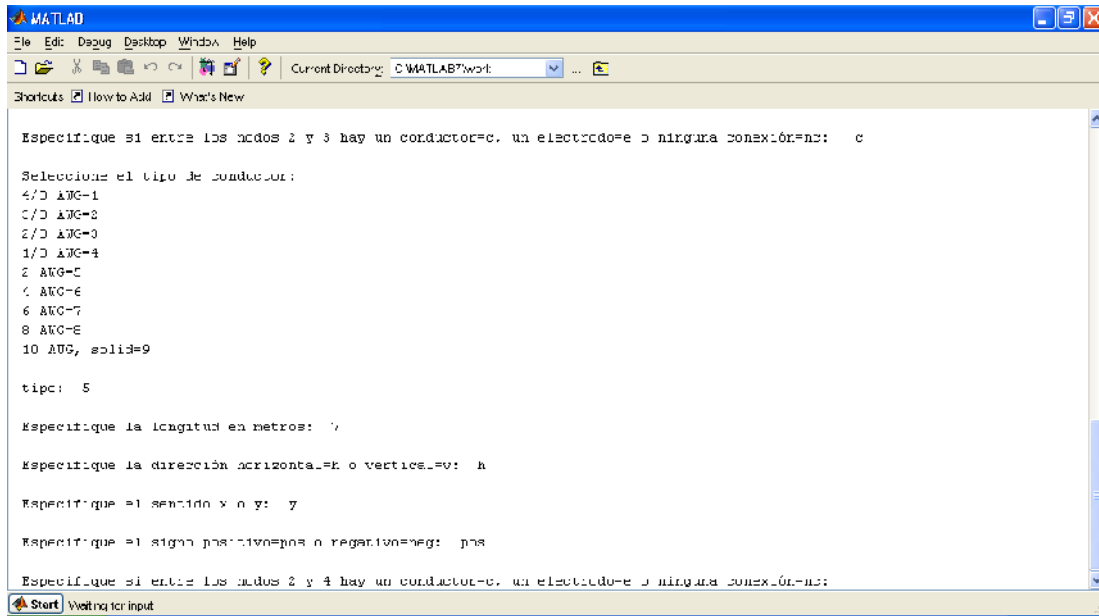 MATLAB
File Edit Debug Desktop Window Help
Current Directory: C:\MATLAB7\work
Shortcuts How to Add What's New
Especifique si entre los nodos 2 y 3 hay un conductor=c, un electrodo=e o ninguna conexión=nc: c
Seleccione el tipo de conductor:
4/0 AWG=1
3/0 AWG=2
2/0 AWG=3
1/0 AWG=4
2 AWG=5
4 AWG=6
6 AWG=7
8 AWG=8
10 AWG, solid=9
tipo: 5
Especifique la longitud en metros:
Especifique la dirección horizontal=h o vertical=v: h
Especifique el sentido x o y: y
Especifique el signo positivo=pos o negativo=neg: pos
Especifique si entre los nodos 2 y 4 hay un conductor=c, un electrodo=e o ninguna conexión=nc:
Start Waiting for input